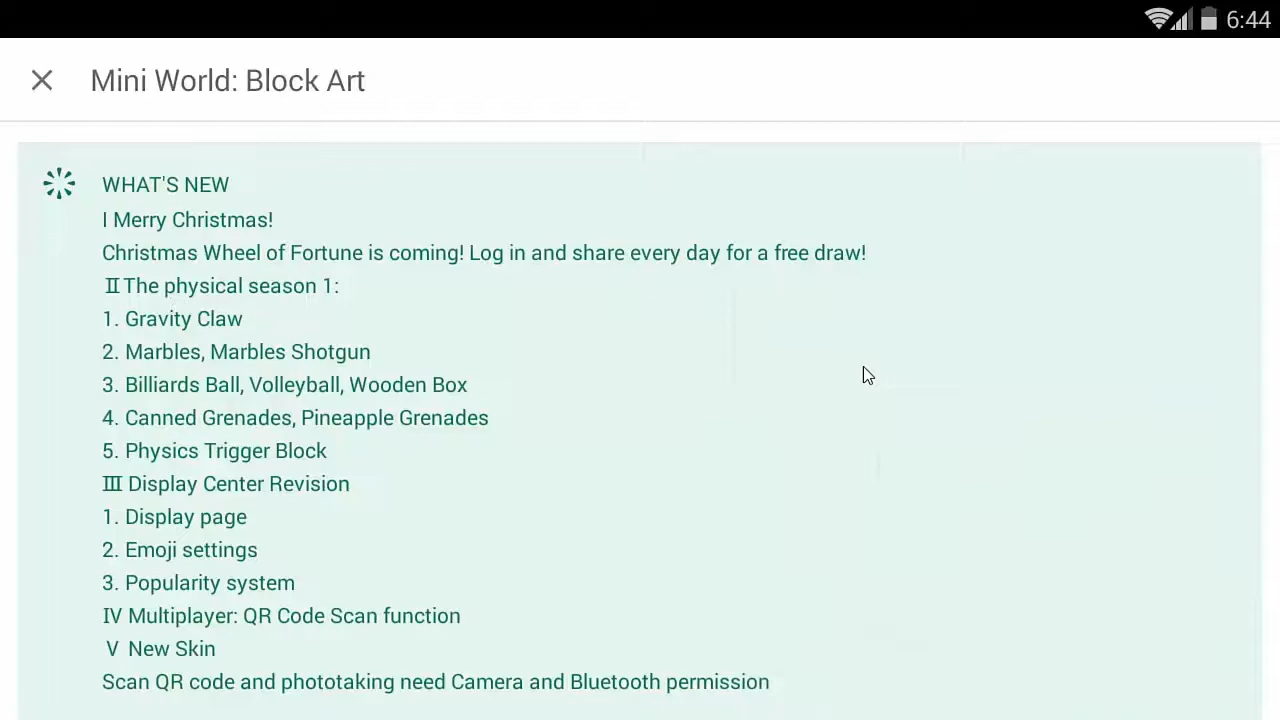 6:44
Mini World: Block Art
WHAT'S NEW
I Merry Christmas!
Christmas Wheel of Fortune is coming! Log in and share every day for a free draw!
Ⅱ The physical season 1:
1. Gravity Claw
2. Marbles, Marbles Shotgun
3. Billiards Ball, Volleyball, Wooden Box
4. Canned Grenades, Pineapple Grenades
5. Physics Trigger Block
Ⅲ Display Center Revision
1. Display page
2. Emoji settings
3. Popularity system
Ⅳ Multiplayer: QR Code Scan function
Ⅴ New Skin
Scan QR code and phototaking need Camera and Bluetooth permission